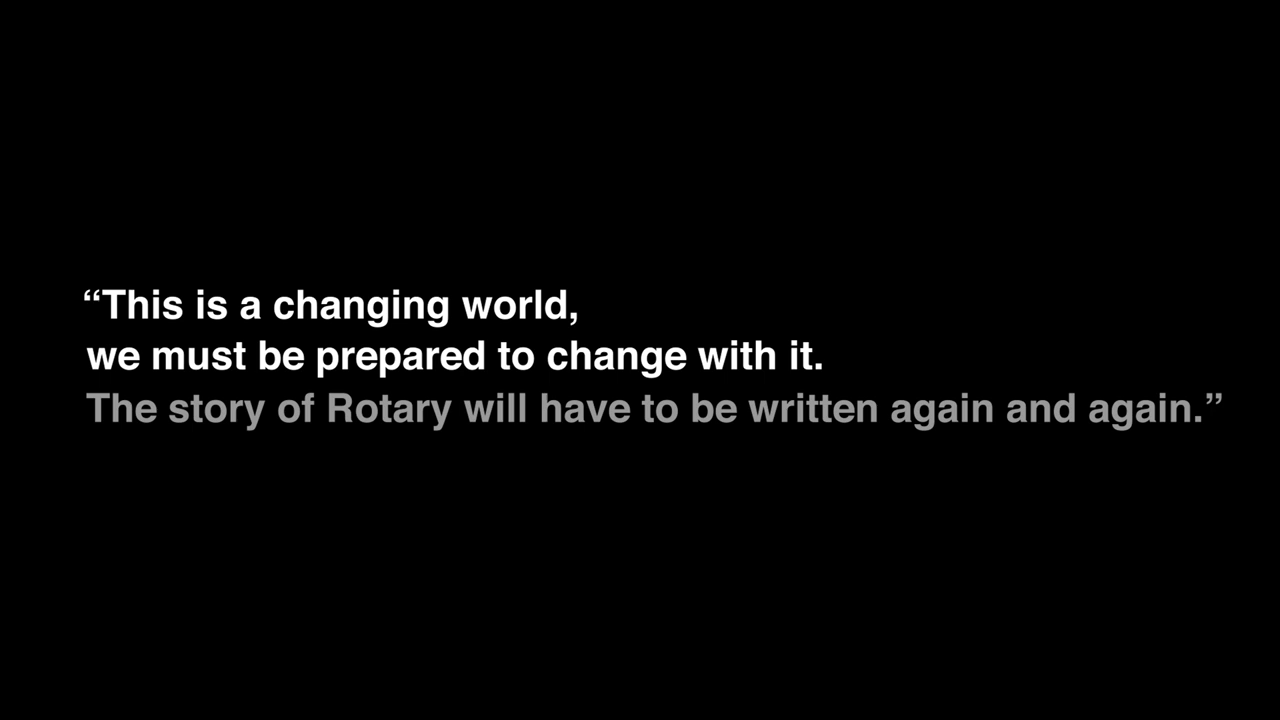 “This is a changing world,
we must be prepared to change with it.
The story of Rotary will have to be written again and again.”